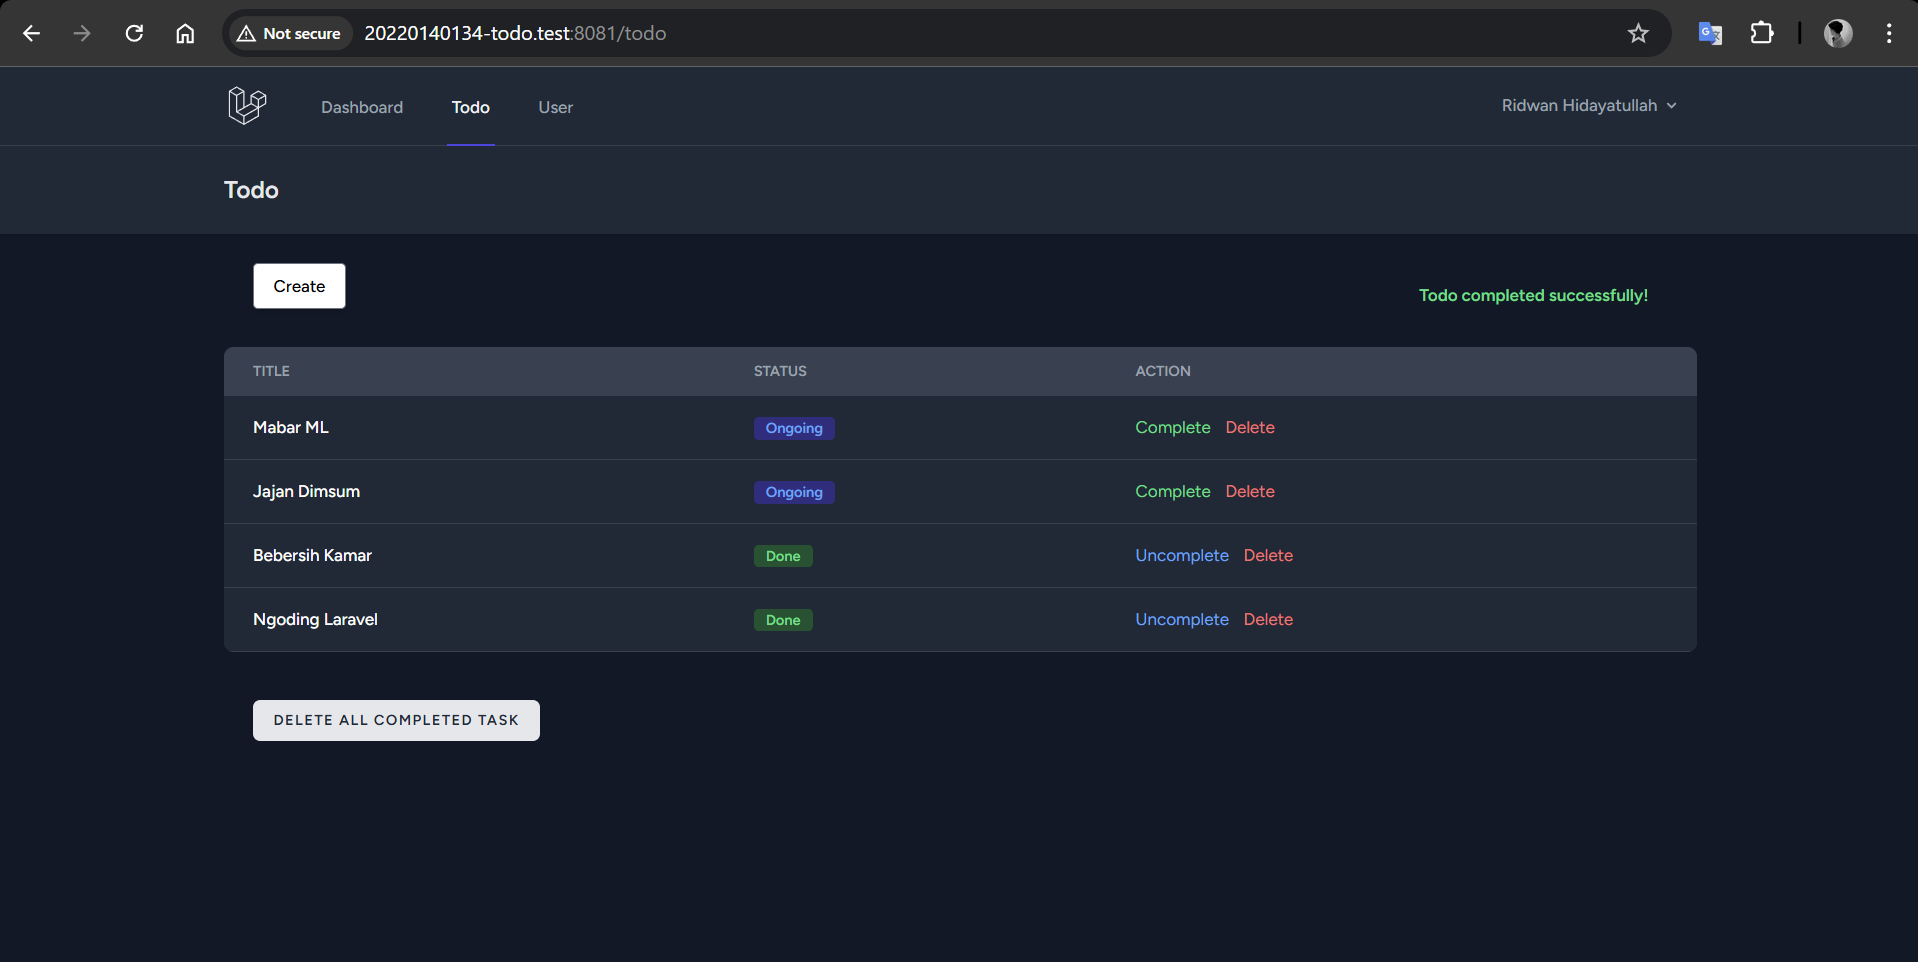 Not secure 20220140134-todo.test:8081/todo
Dashboard Todo User Ridwan Hidayatullah
Todo
Create
Todo completed successfully!
TITLE STATUS ACTION
Mabar ML Ongoing Complete Delete
Jajan Dimsum Ongoing Complete Delete
Bebersih Kamar Done Uncomplete Delete
Ngoding Laravel Done Uncomplete Delete
DELETE ALL COMPLETED TASK